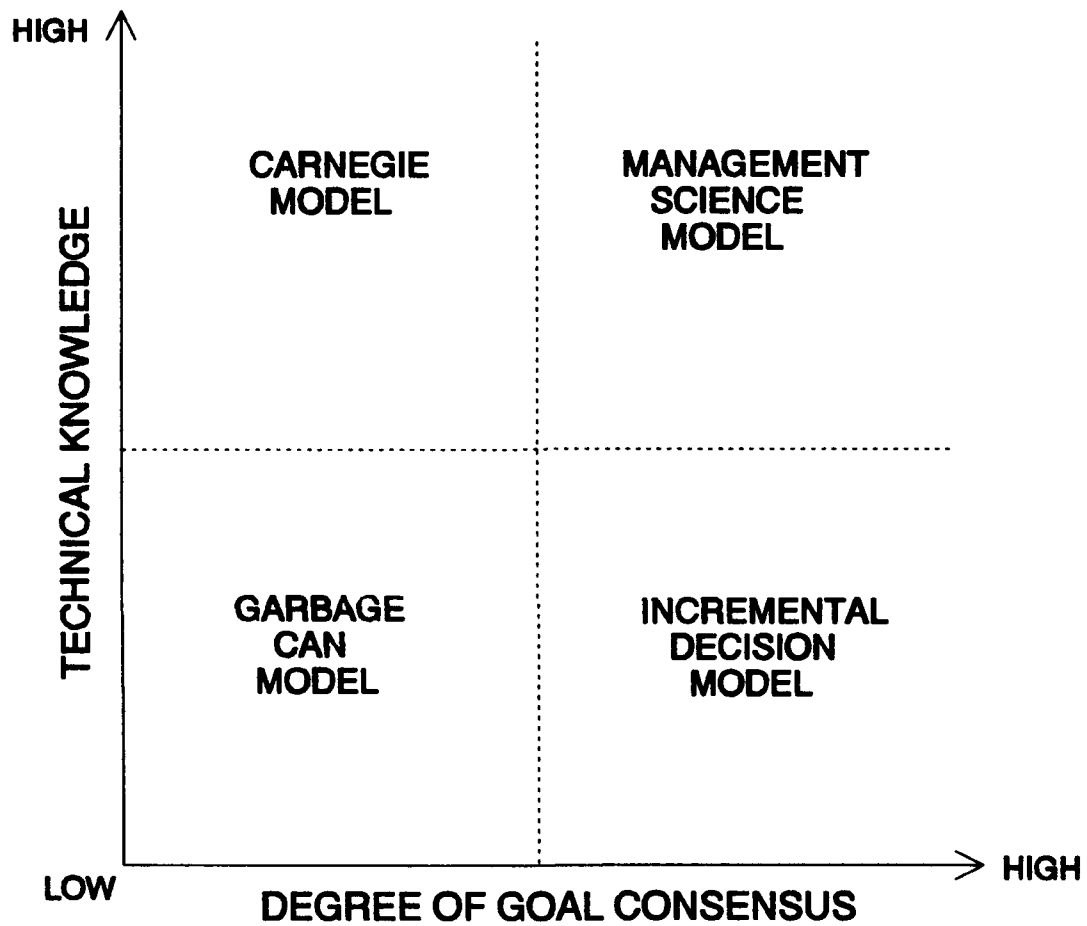 HIGH
CARNEGIE
MODEL
MANAGEMENT
SCIENCE
MODEL
TECHNICAL KNOWLEDGE
GARBAGE
CAN
MODEL
INCREMENTAL
DECISION
MODEL
LOW
HIGH
DEGREE OF GOAL CONSENSUS